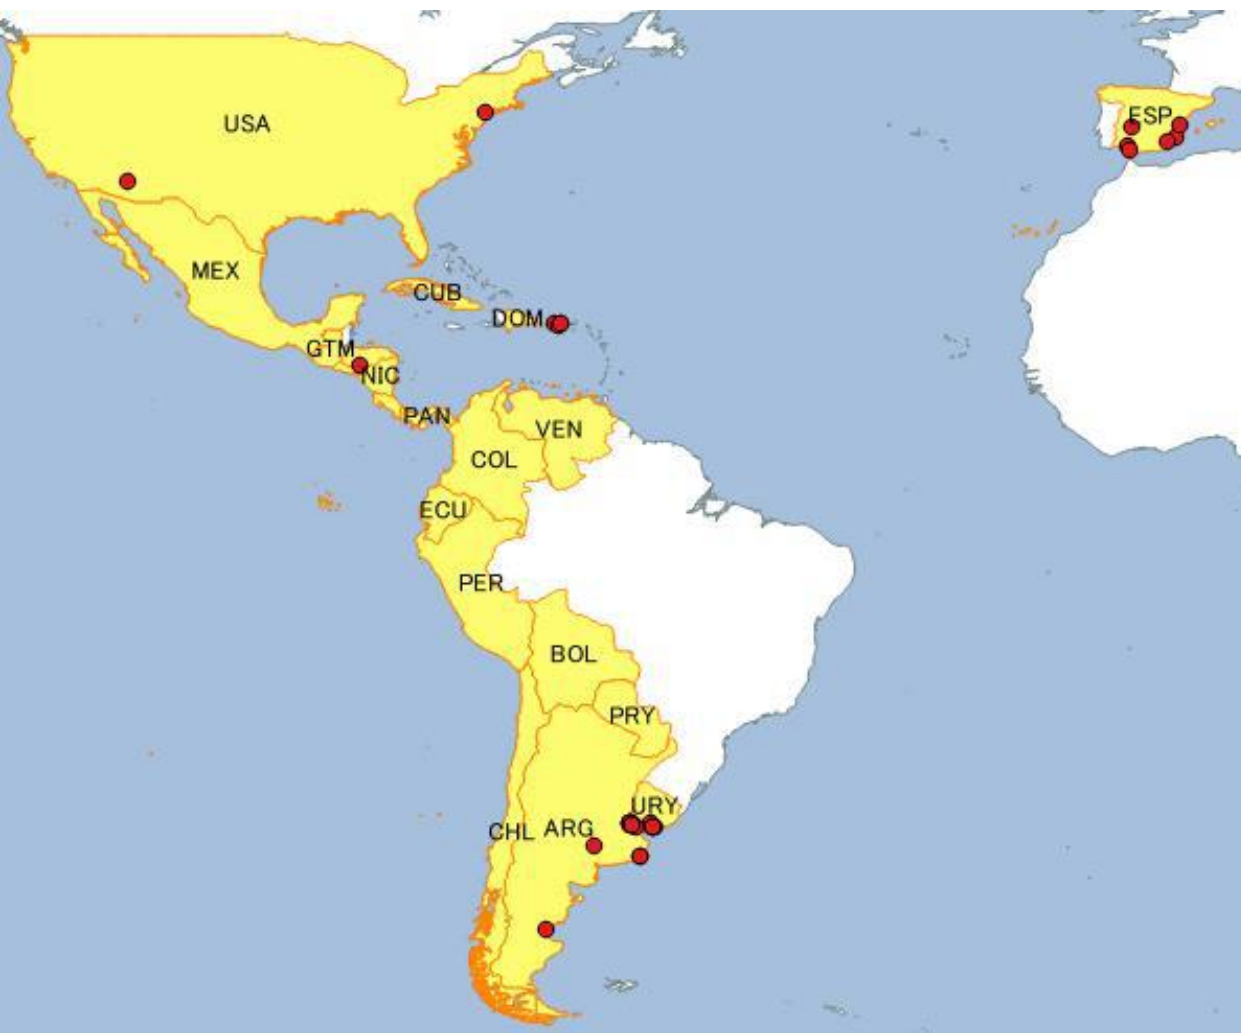 USA
ESP
MEX
CUB
DOM
GTM
NIC
PAN
VEN
COL
ECU
PER
BOL
PRY
URY
CHL
ARG